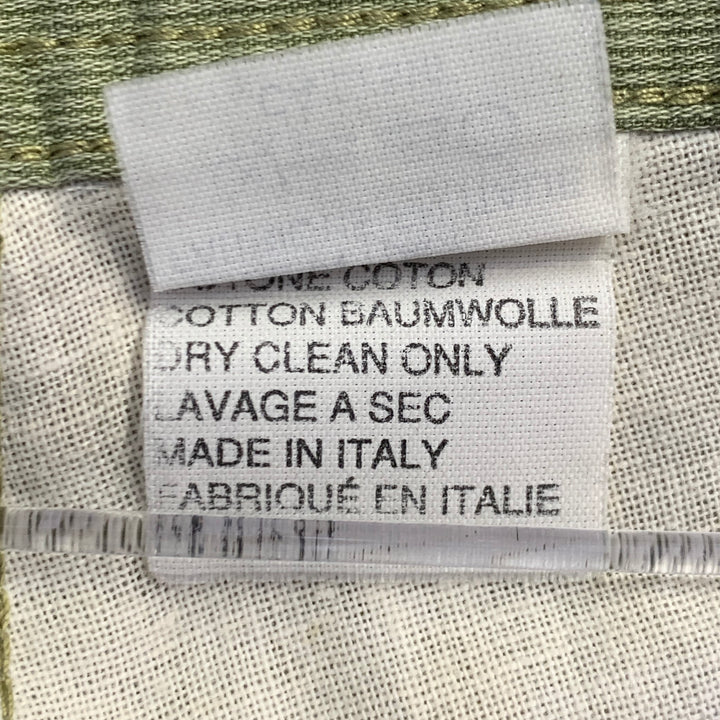 COTON
COTTON BAUMWOLLE
DRY CLEAN ONLY
LAVAGE A SEC
MADE IN ITALY
FABRIQUÉ EN ITALIE